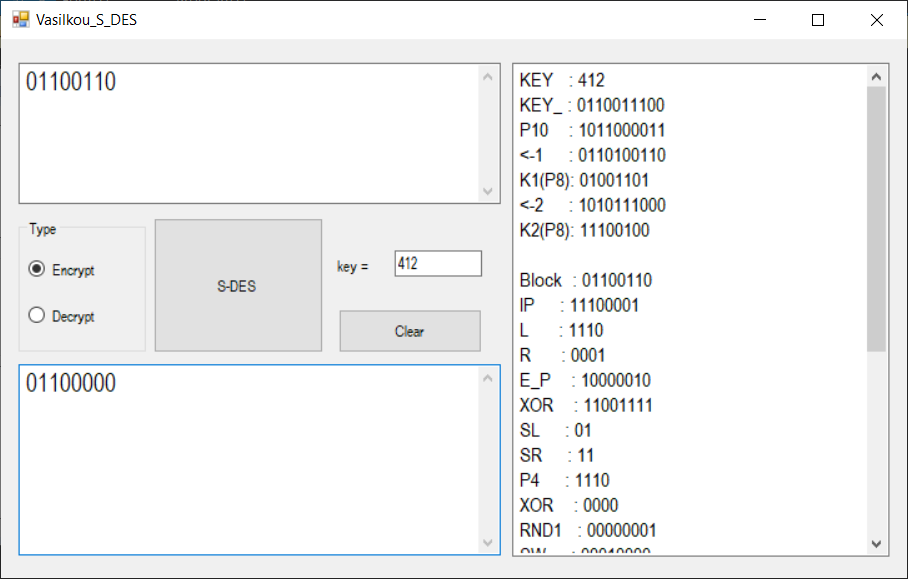 Vasilkou_S_DES
01100110
Type
Encrypt
Decrypt
S-DES
key =
412
Clear
01100000
KEY : 412
KEY_ : 0110011100
P10 : 1011000011
<-1 : 0110100110
K1(P8): 01001101
<-2 : 1010111000
K2(P8): 11100100
Block : 01100110
IP : 11100001
L : 1110
R : 0001
E_P : 10000010
XOR : 11001111
SL : 01
SR : 11
P4 : 1110
XOR : 0000
RND1 : 00000001